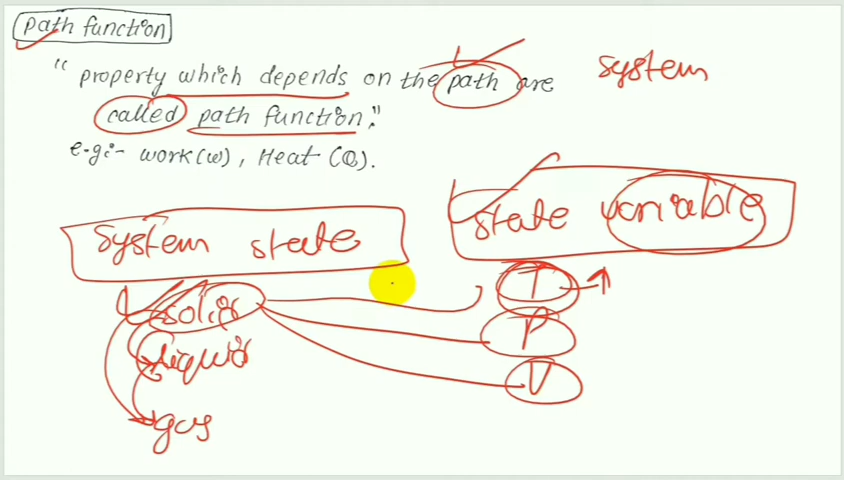 path function
" property which depends on the path are
system
called path function."
e.g:- work(w), Heat (Q).
system state
state variable
solid
T ↑
P
liquid
V
gas